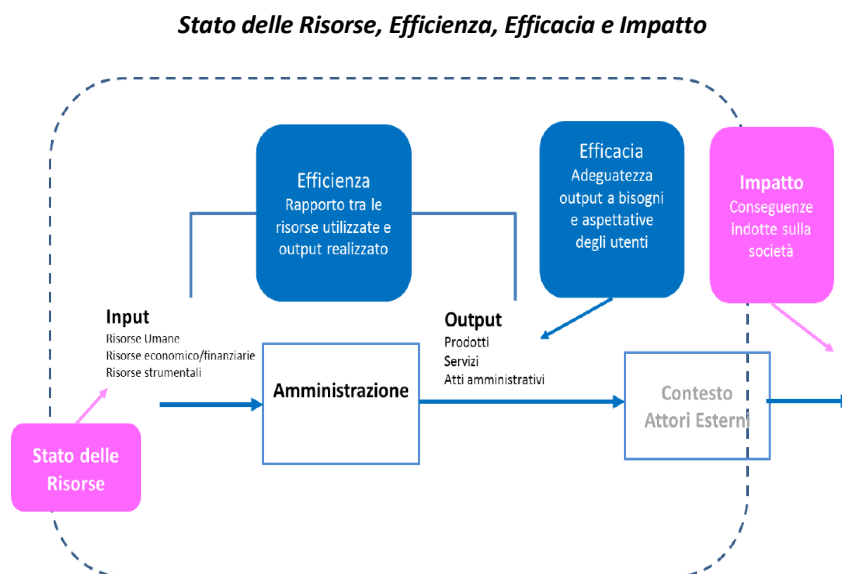 Stato delle Risorse, Efficienza, Efficacia e Impatto
Efficienza
Rapporto tra le
risorse utilizzate e
output realizzato
Efficacia
Adeguatezza
output a bisogni
e aspettative
degli utenti
Impatto
Conseguenze
indotte sulla
società
Input
Risorse Umane
Risorse economico/finanziarie
Risorse strumentali
Output
Prodotti
Servizi
Atti amministrativi
Amministrazione
Contesto
Attori Esterni
Stato delle
Risorse